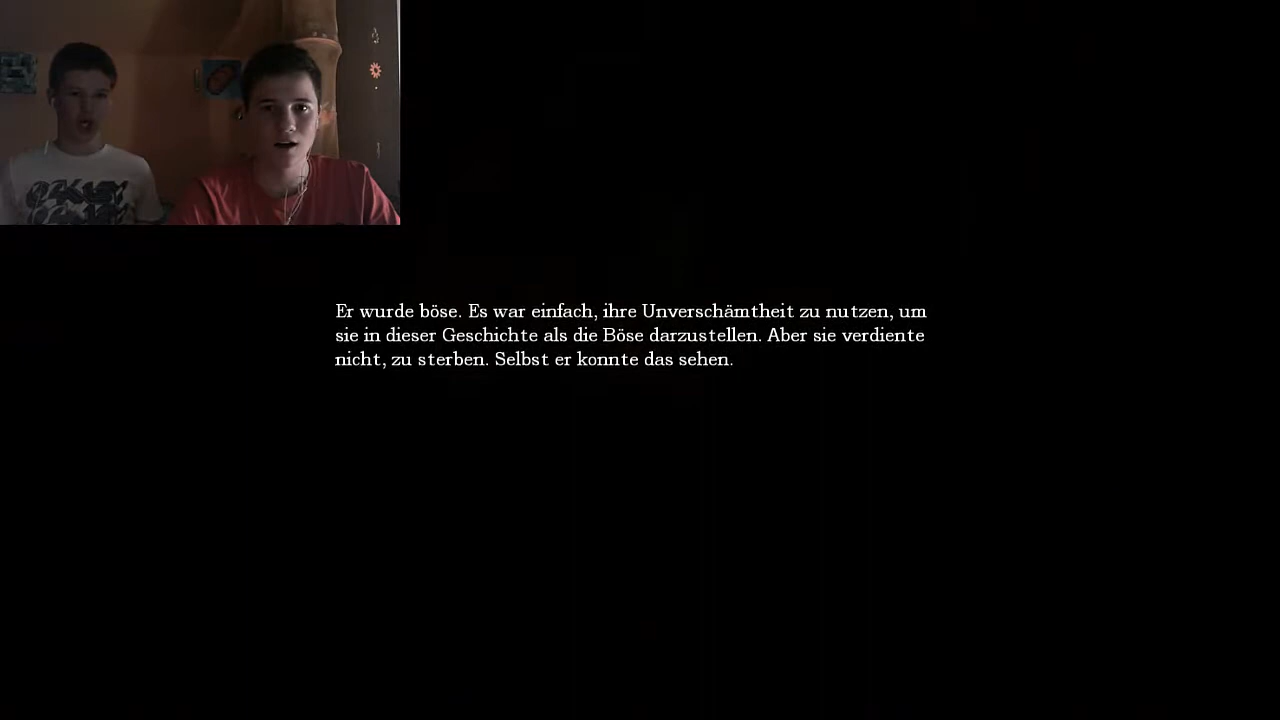 Er wurde böse. Es war einfach, ihre Unverschämtheit zu nutzen, um
sie in dieser Geschichte als die Böse darzustellen. Aber sie verdiente
nicht, zu sterben. Selbst er konnte das sehen.